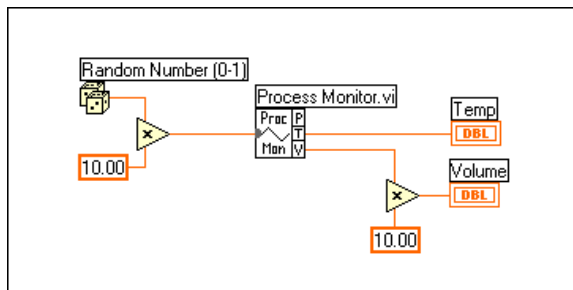 Random Number (0-1)
Process Monitor.vi
Proc P
T
Mon V
Temp
DBL
x
10.00
Volume
DBL
x
10.00